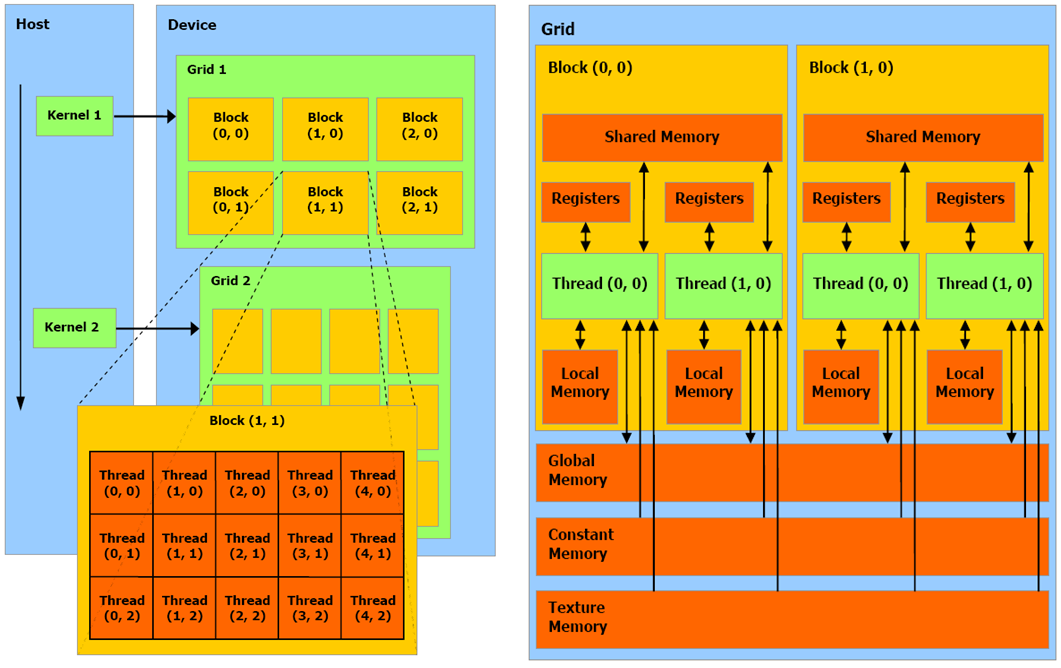 Host
Device
Grid 1
Kernel 1
Block
(0, 0)
Block
(1, 0)
Block
(2, 0)
Block
(0, 1)
Block
(1, 1)
Block
(2, 1)
Grid 2
Kernel 2
Block (1, 1)
Thread
(0, 0)
Thread
(1, 0)
Thread
(2, 0)
Thread
(3, 0)
Thread
(4, 0)
Thread
(0, 1)
Thread
(1, 1)
Thread
(2, 1)
Thread
(3, 1)
Thread
(4, 1)
Thread
(0, 2)
Thread
(1, 2)
Thread
(2, 2)
Thread
(3, 2)
Thread
(4, 2)
Grid
Block (0, 0)
Shared Memory
Registers
Registers
Thread (0, 0)
Thread (1, 0)
Local
Memory
Local
Memory
Block (1, 0)
Shared Memory
Registers
Registers
Thread (0, 0)
Thread (1, 0)
Local
Memory
Local
Memory
Global
Memory
Constant
Memory
Texture
Memory